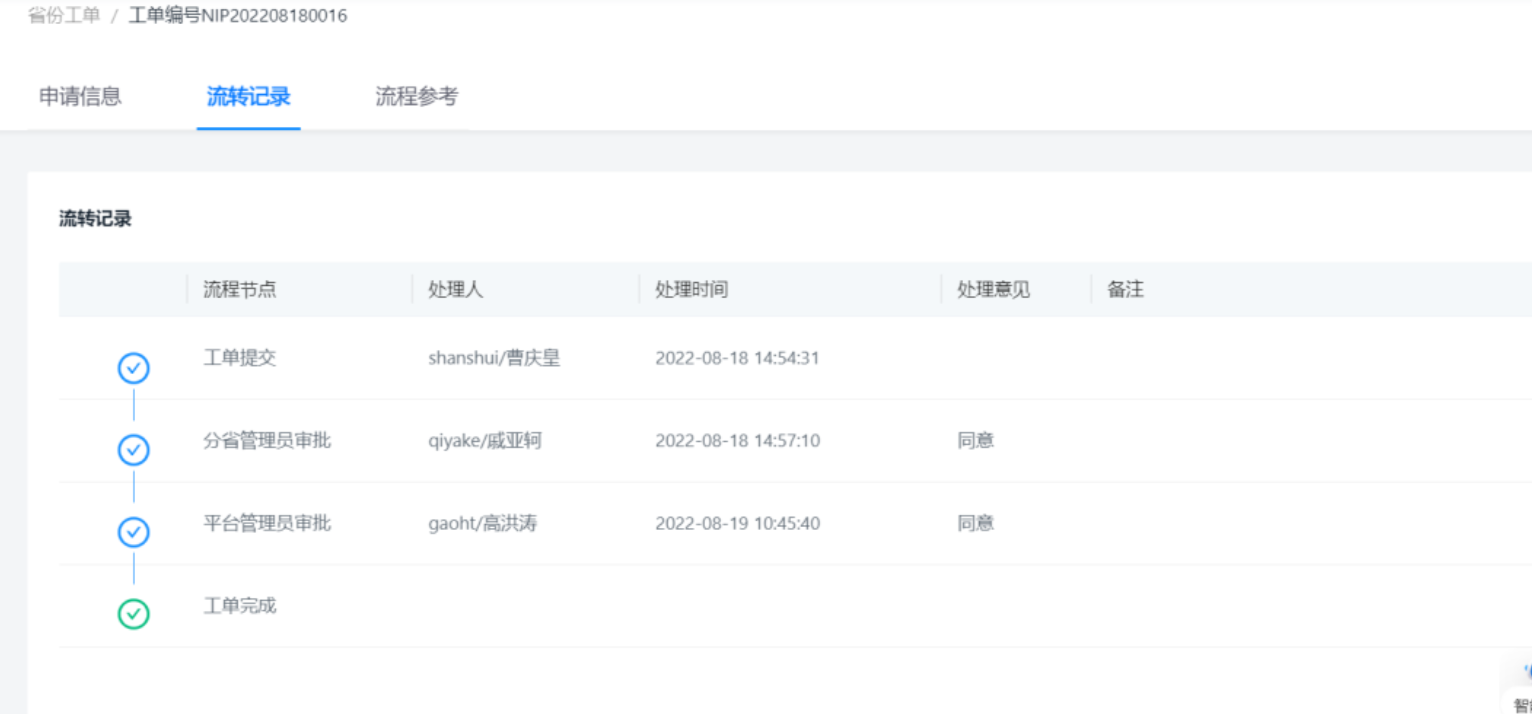 省份工单 / 工单编号NIP202208180016
申请信息 流转记录 流程参考
流转记录
流程节点 处理人 处理时间 处理意见 备注
工单提交 shanshui/曹庆皇 2022-08-18 14:54:31
分省管理员审批 qiyake/戚亚轲 2022-08-18 14:57:10 同意
平台管理员审批 gaoht/高洪涛 2022-08-19 10:45:40 同意
工单完成